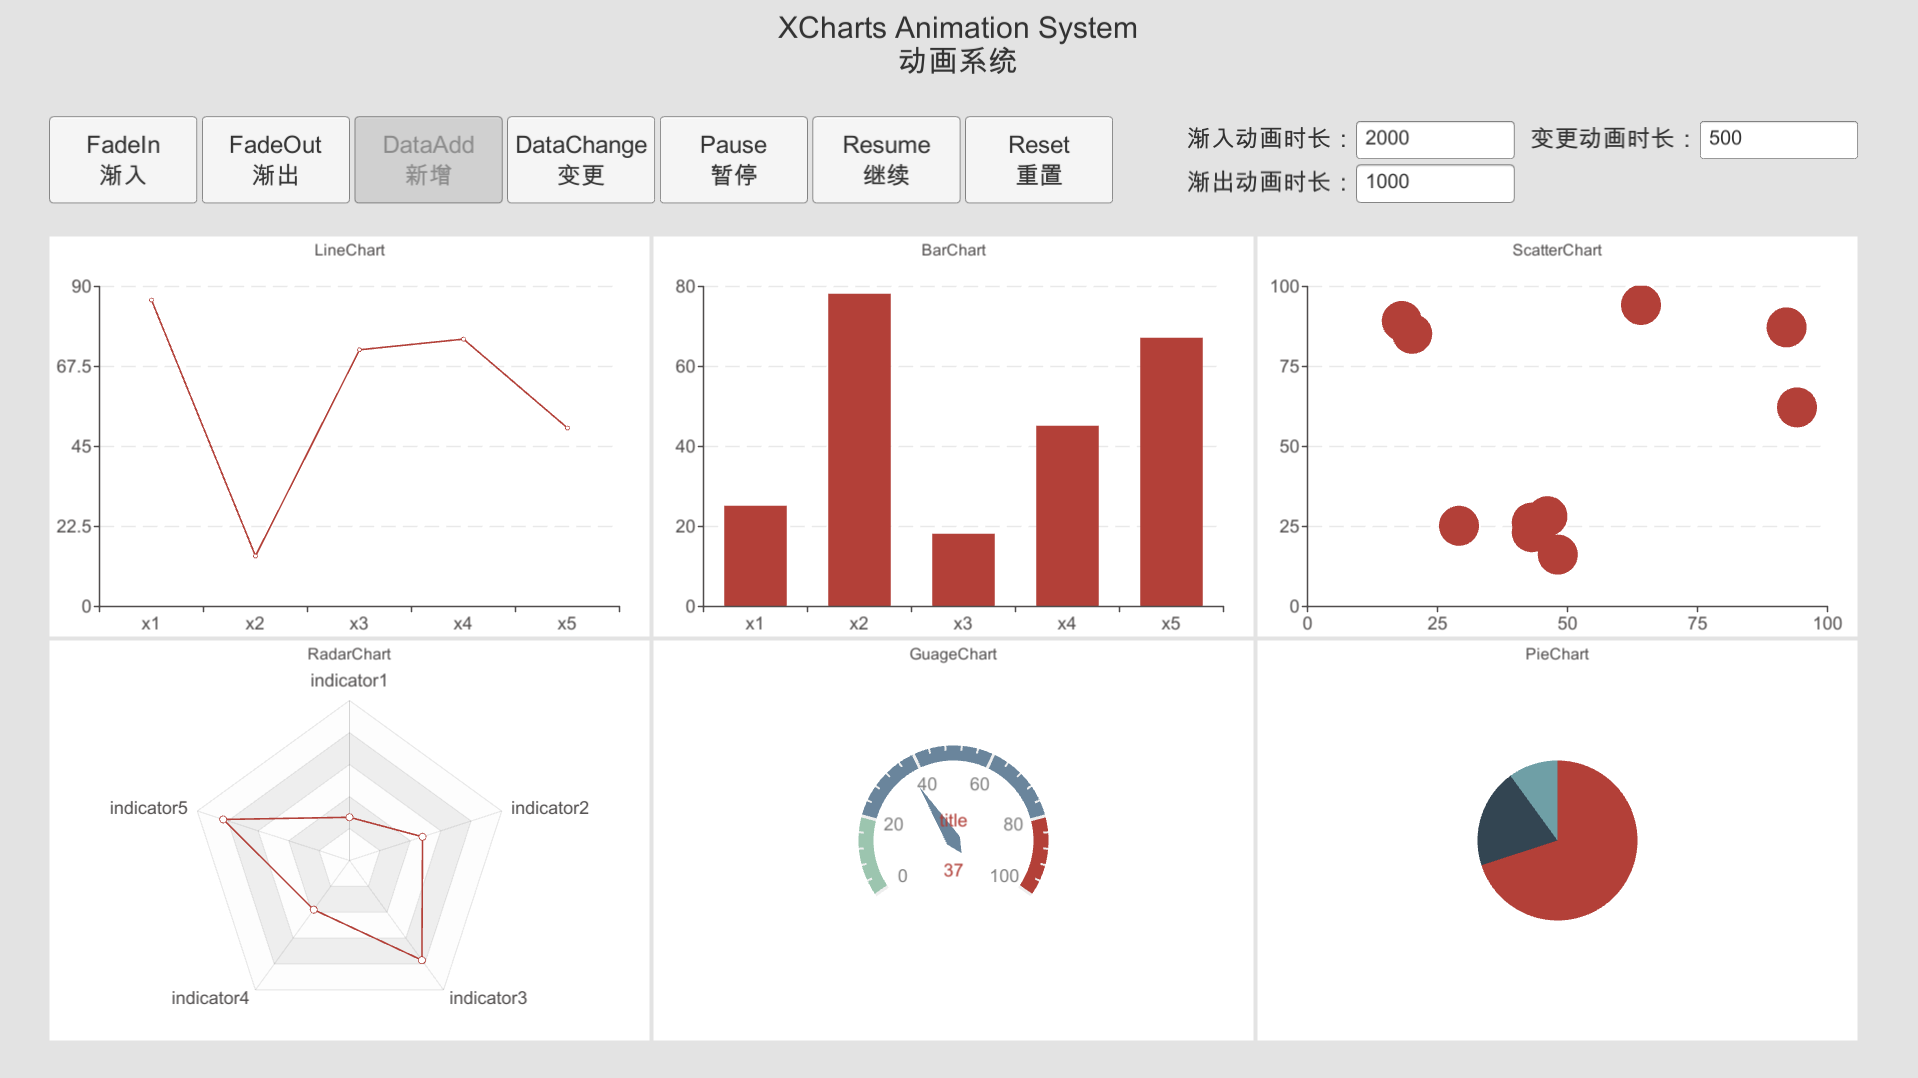 XCharts Animation System
动画系统
FadeIn
渐入
FadeOut
渐出
DataAdd
新增
DataChange
变更
Pause
暂停
Resume
继续
Reset
重置
渐入动画时长 : 2000
变更动画时长 : 500
渐出动画时长 : 1000
LineChart
90
67.5
45
22.5
0
x1 x2 x3 x4 x5
BarChart
80
60
40
20
0
x1 x2 x3 x4 x5
ScatterChart
100
75
50
25
0
0 25 50 75 100
RadarChart
indicator1
indicator5
indicator2
indicator4
indicator3
GuageChart
40 60
20 title 80
0 37 100
PieChart